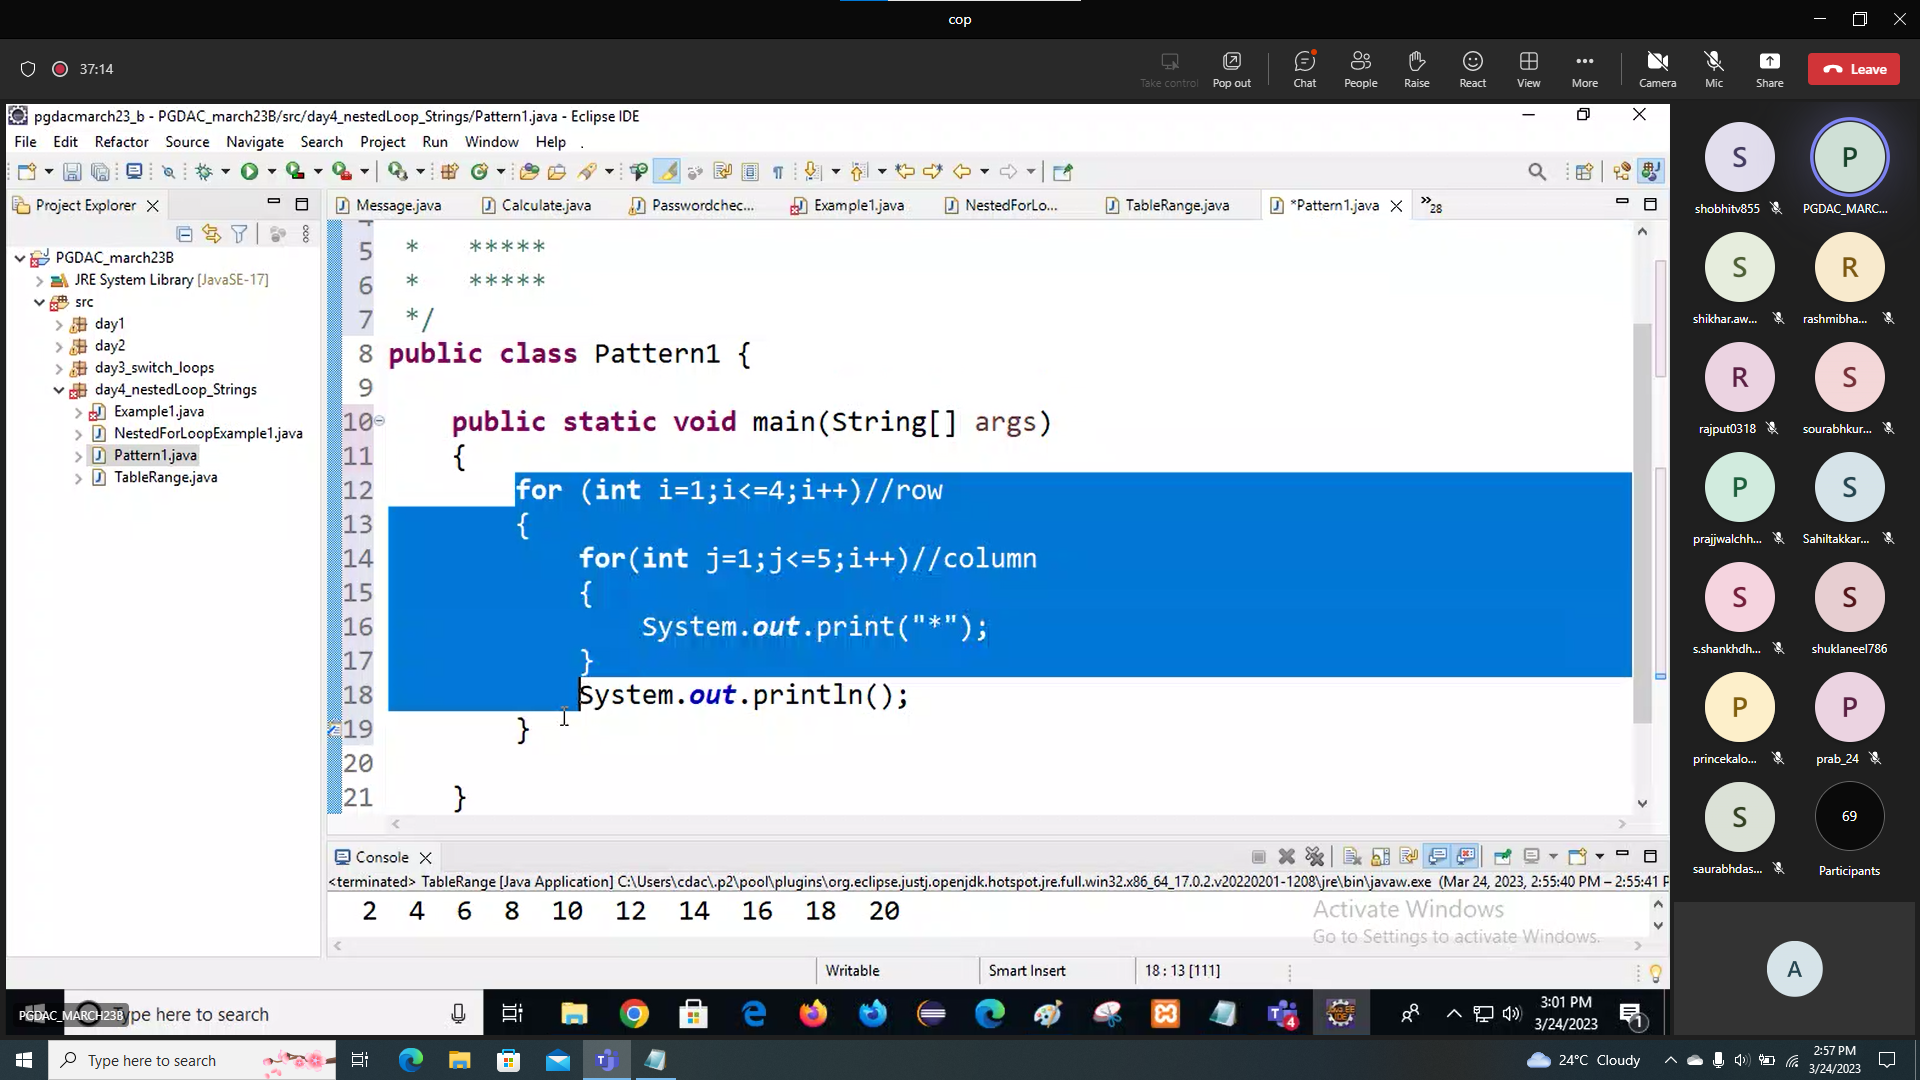 cop
37:14
Take control
Pop out
Chat
People
Raise
React
View
More
Camera
Mic
Share
Leave
pgdacmarch23_b - PGDAC_march23B/src/day4_nestedLoop_Strings/Pattern1.java - Eclipse IDE
File Edit Refactor Source Navigate Search Project Run Window Help
Project Explorer
Message.java
Calculate.java
Passwordchec...
Example1.java
NestedForLo...
TableRange.java
*Pattern1.java
»28
PGDAC_march23B
JRE System Library [JavaSE-17]
src
day1
day2
day3_switch_loops
day4_nestedLoop_Strings
Example1.java
NestedForLoopExample1.java
Pattern1.java
TableRange.java
5 * *****
6 * *****
7 */
8 public class Pattern1 {
9
10 public static void main(String[] args)
11 {
12 for (int i=1;i<=4;i++)//row
13 {
14 for(int j=1;j<=5;i++)//column
15 {
16 System.out.print("*");
17 }
18 System.out.println();
19 }
20
21 }
Console
<terminated> TableRange [Java Application] C:\Users\cdac\.p2\pool\plugins\org.eclipse.justj.openjdk.hotspot.jre.full.win32.x86_64_17.0.2.v20220201-1208\jre\bin\javaw.exe (Mar 24, 2023, 2:55:40 PM – 2:55:41 P
2 4 6 8 10 12 14 16 18 20
Activate Windows
Go to Settings to activate Windows.
Writable
Smart Insert
18 : 13 [111]
S
shobhitv855
P
PGDAC_MARC...
S
shikhar.aw...
R
rashmibha...
R
rajput0318
S
sourabhkur...
P
prajjwalchh...
S
Sahiltakkar...
S
s.shankhdh...
S
shuklaneel786
P
princekalo...
P
prab_24
S
saurabhdas...
69
Participants
A
PGDAC_MARCH23B
Type here to search
4
3:01 PM
3/24/2023
1
Type here to search
24°C Cloudy
2:57 PM
3/24/2023